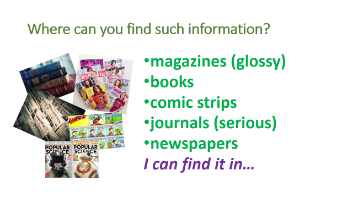 Where can you find such information?
•magazines (glossy)
•books
•comic strips
•journals (serious)
•newspapers
I can find it in…
POPULAR SCIENCE
POPULAR SCIENCE